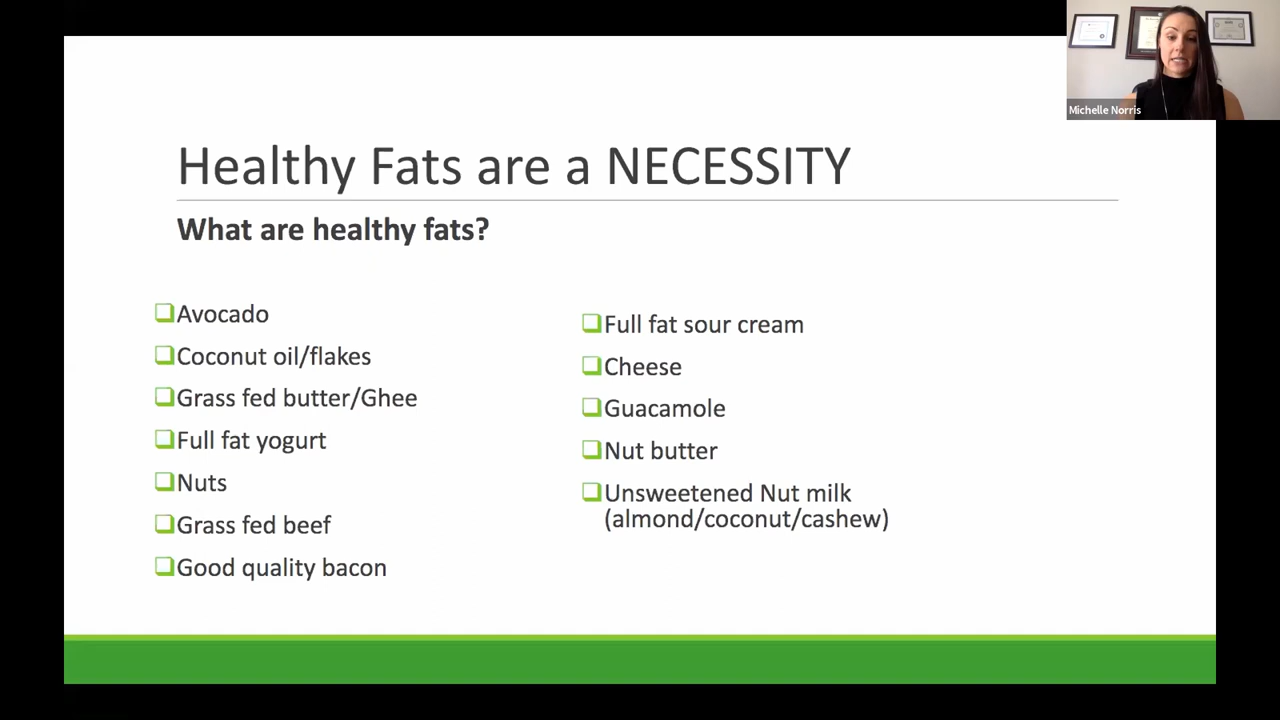 Michelle Norris
Healthy Fats are a NECESSITY
What are healthy fats?
Avocado
Coconut oil/flakes
Grass fed butter/Ghee
Full fat yogurt
Nuts
Grass fed beef
Good quality bacon
Full fat sour cream
Cheese
Guacamole
Nut butter
Unsweetened Nut milk
(almond/coconut/cashew)